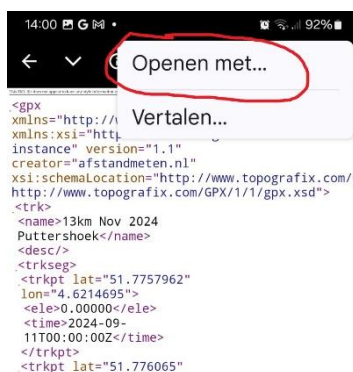 14:00 G M • 92%
Openen met...
Vertalen...
<gpx
xmlns="http://
xmlns:xsi="http
instance" version="1.1"
creator="afstandmeten.nl"
xsi:schemaLocation="http://www.topografix.com/
http://www.topografix.com/GPX/1/1/gpx.xsd">
<trk>
<name>13km Nov 2024
Puttershoek</name>
<desc/>
<trkseg>
<trkpt lat="51.7757962"
lon="4.6214695">
<ele>0.00000</ele>
<time>2024-09-
11T00:00:00Z</time>
</trkpt>
<trkpt lat="51.776065"